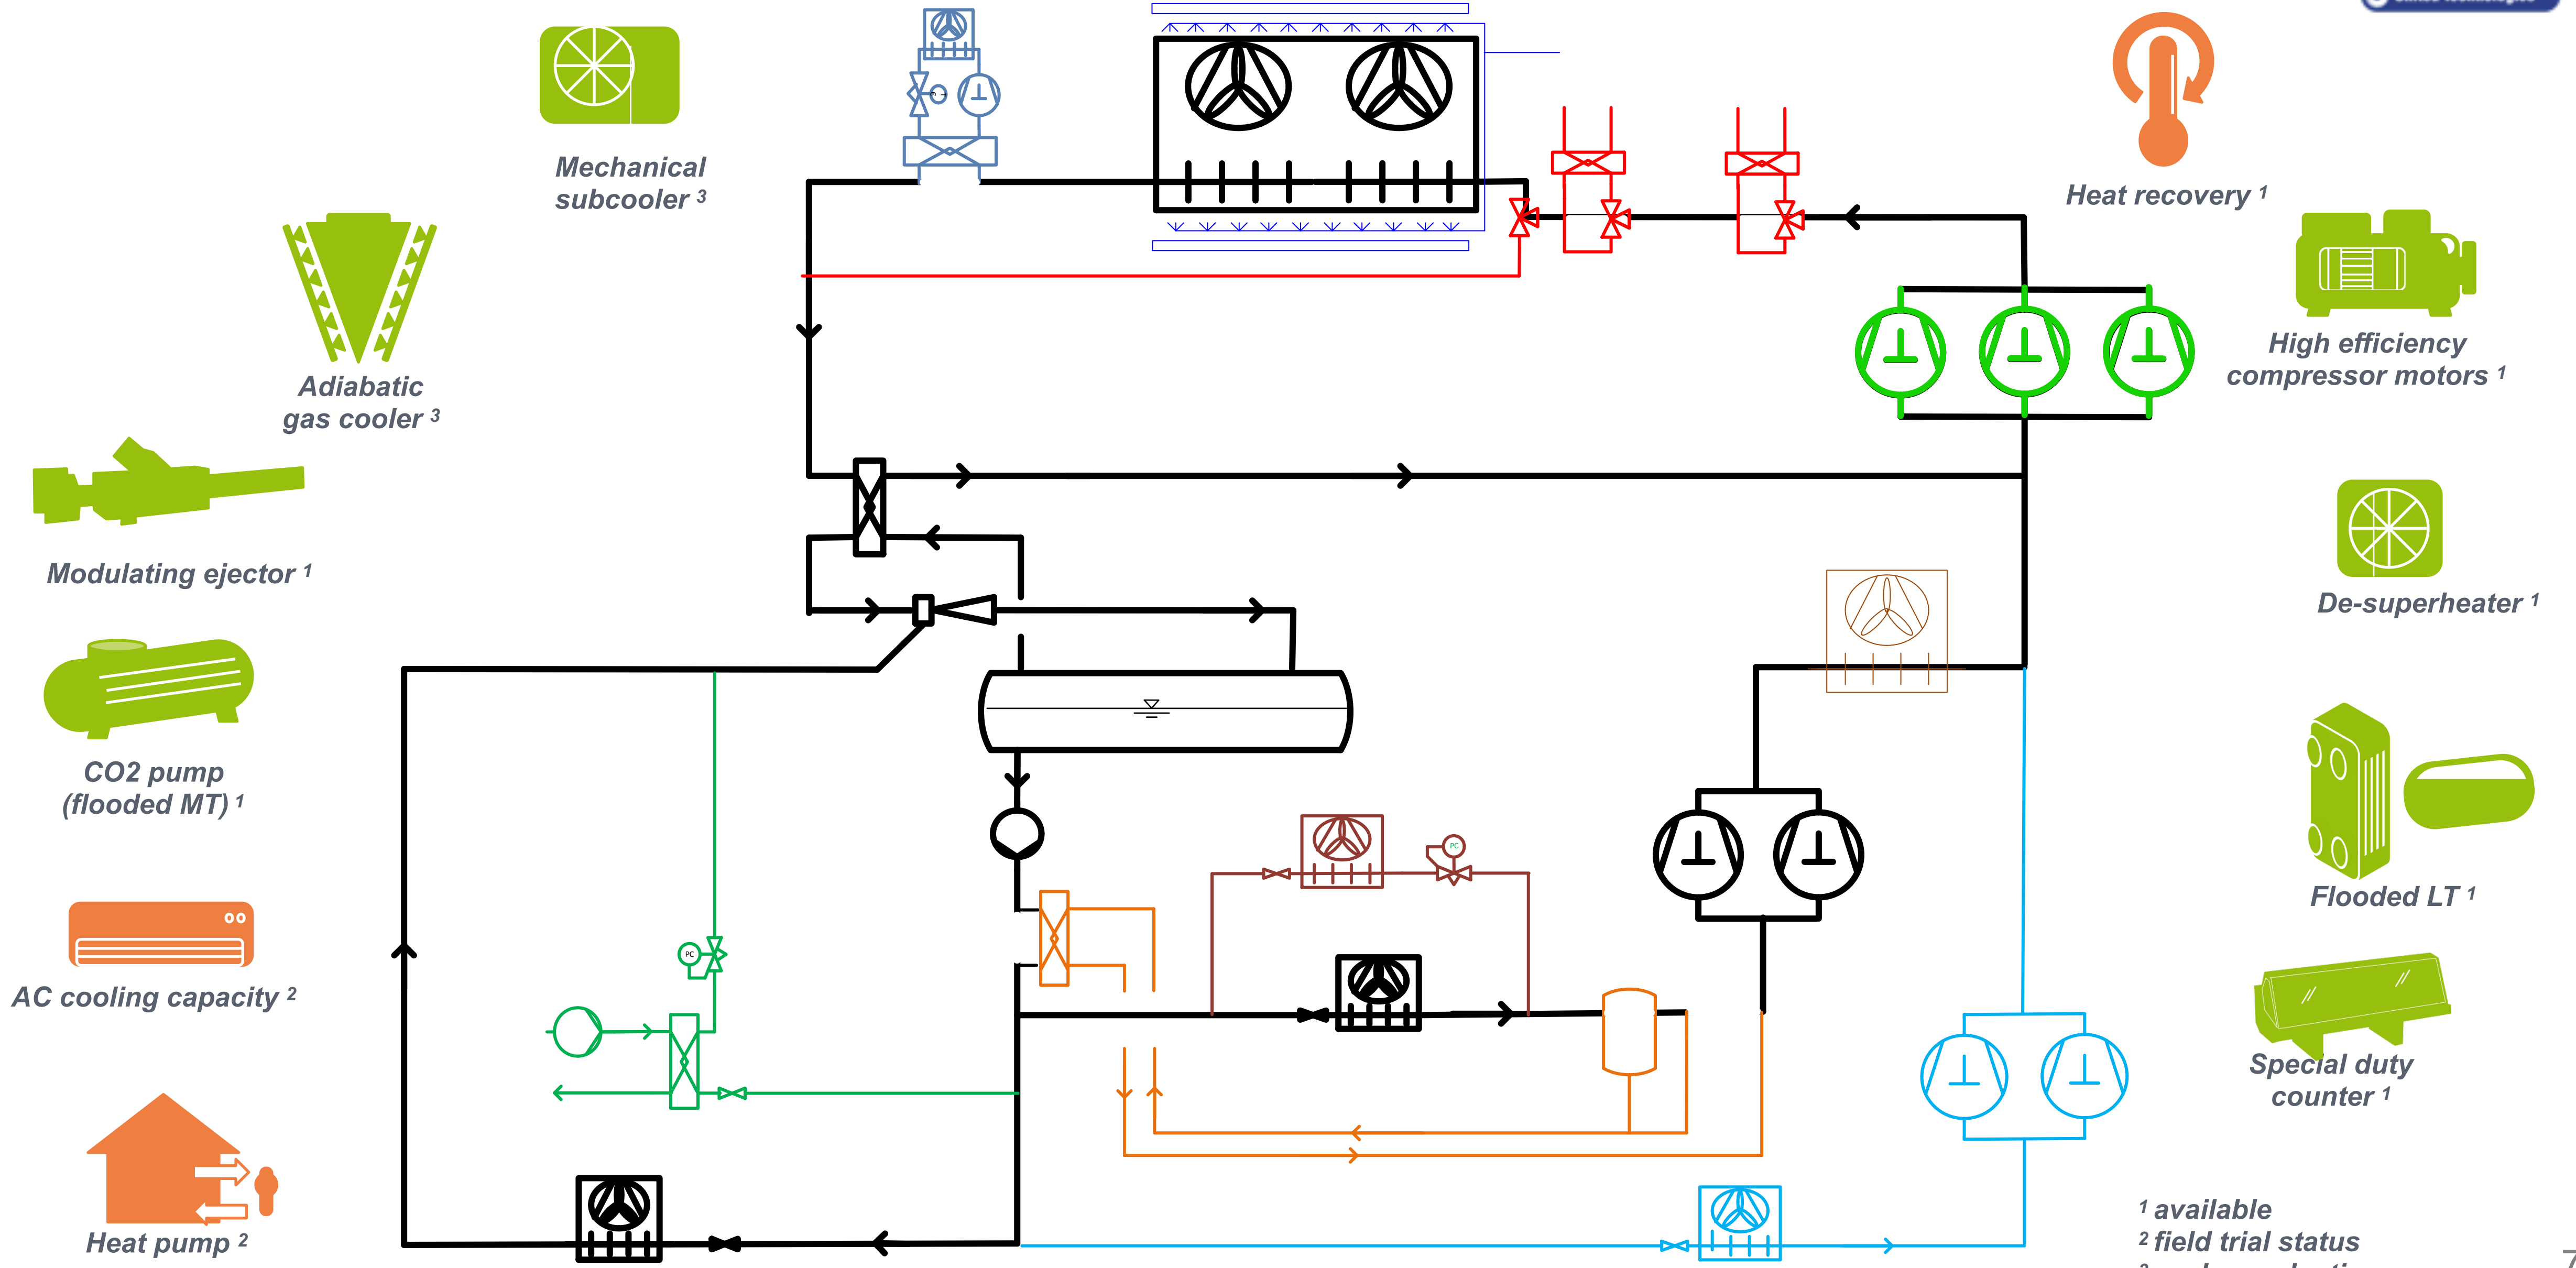 Mechanical
subcooler 3
Heat recovery 1
Adiabatic
gas cooler 3
High efficiency
compressor motors 1
Modulating ejector 1
De-superheater 1
CO2 pump
(flooded MT) 1
Flooded LT 1
AC cooling capacity 2
PC
PC
Special duty
counter 1
Heat pump 2
1 available
2 field trial status